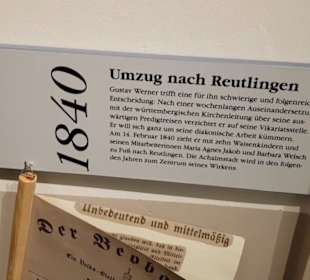 1840
Umzug nach Reutlingen
Gustav Werner trifft eine für ihn schwierige und folgenreiche
Entscheidung: Nach einer wochenlangen Auseinandersetzung
mit der württembergischen Kirchenleitung über seine aus-
wärtigen Predigtreisen verzichtet er auf seine Vikariatsstelle.
Er will sich ganz um seine diakonische Arbeit kümmern.
Am 14. Februar 1840 zieht er mit zehn Waisenkindern und
seinen Mitarbeiterinnen Maria Agnes Jakob und Barbara Weisch
zu Fuß nach Reutlingen. Die Achalmstadt wird in den folgen-
den Jahren zum Zentrum seines Wirkens.
Unbedeutend und mittelmäßig
Der Beob